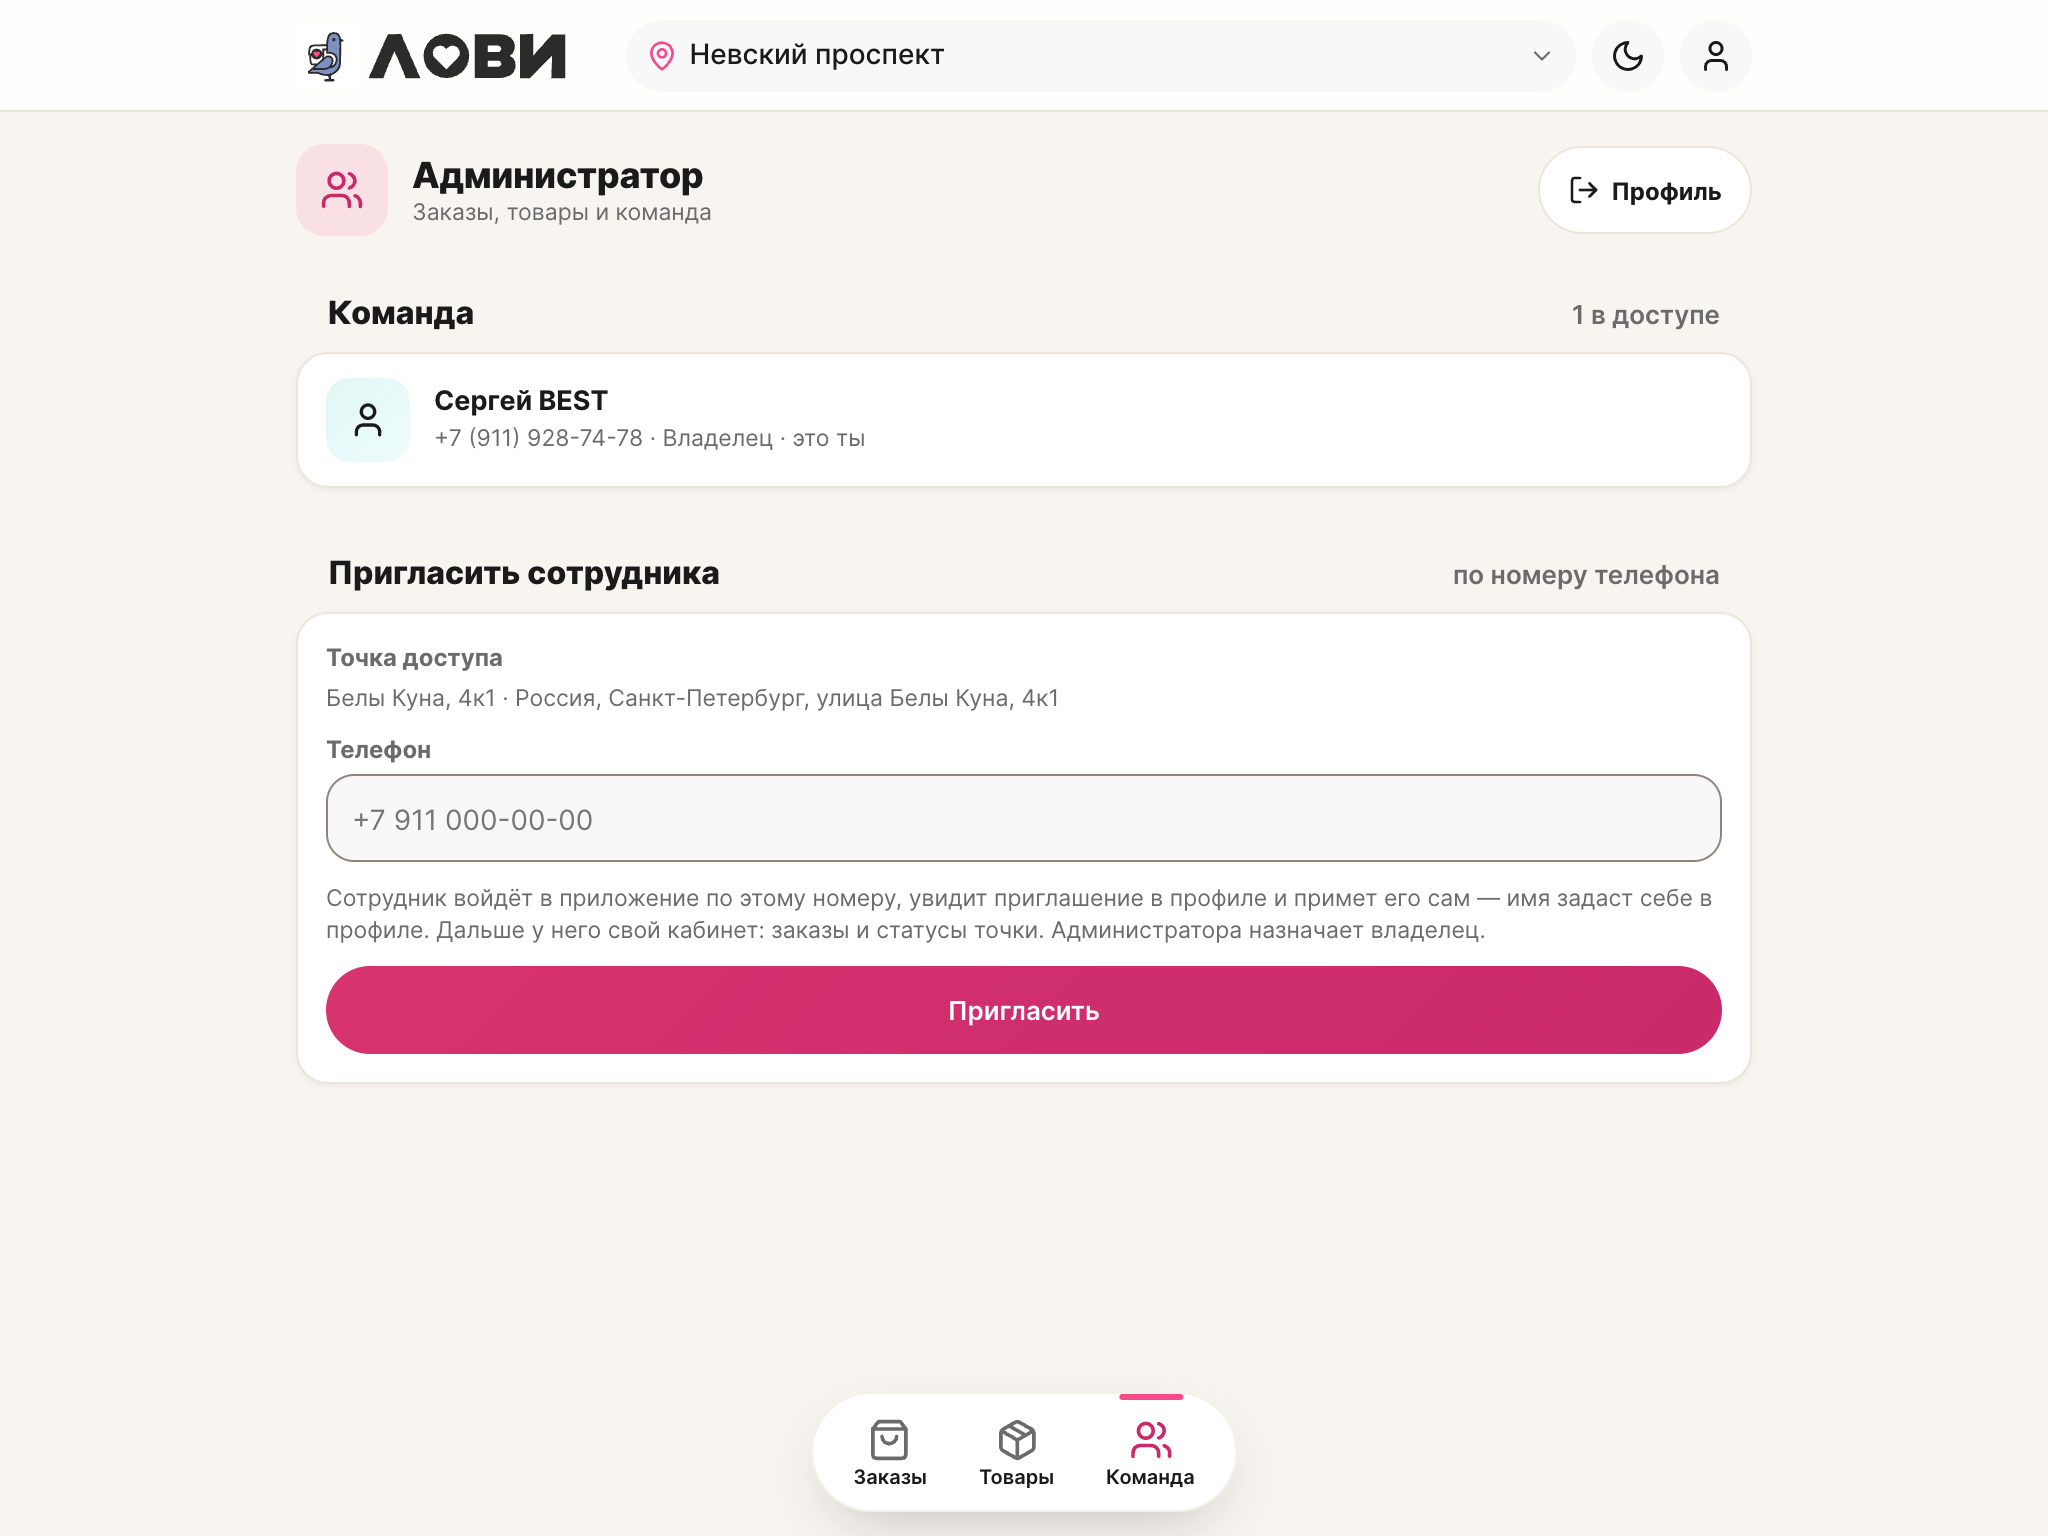 ЛОВИ
Невский проспект
Администратор
Заказы, товары и команда
Профиль
Команда
1 в доступе
Сергей BEST
+7 (911) 928-74-78 · Владелец · это ты
Пригласить сотрудника
по номеру телефона
Точка доступа
Белы Куна, 4к1 · Россия, Санкт-Петербург, улица Белы Куна, 4к1
Телефон
+7 911 000-00-00
Сотрудник войдёт в приложение по этому номеру, увидит приглашение в профиле и примет его сам — имя задаст себе в
профиле. Дальше у него свой кабинет: заказы и статусы точки. Администратора назначает владелец.
Пригласить
Заказы
Товары
Команда